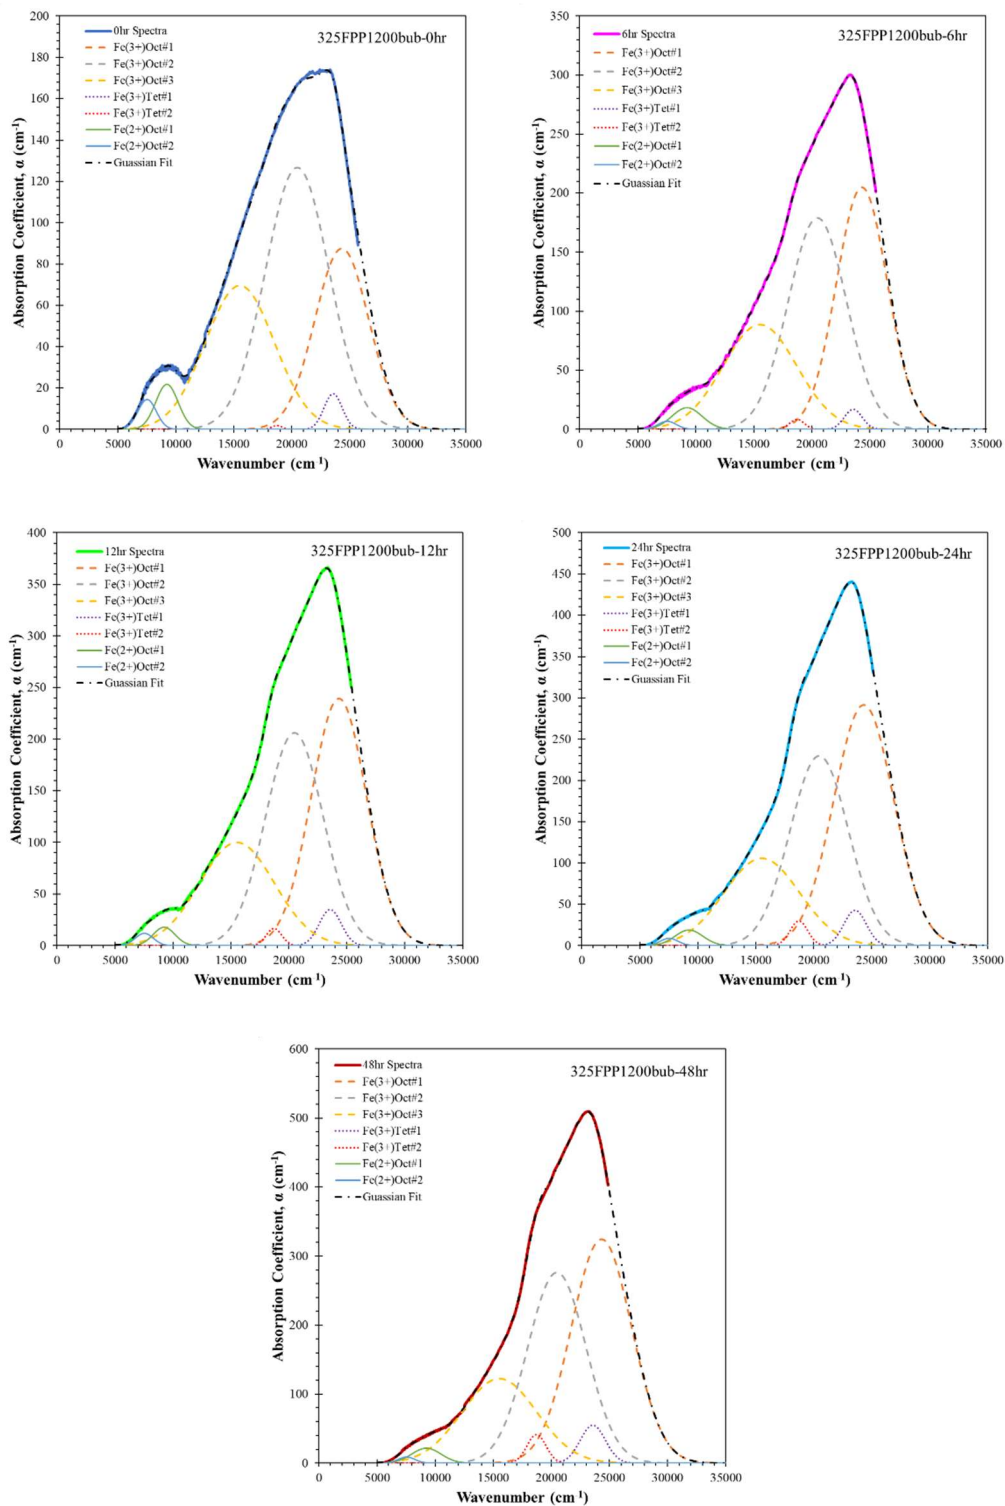 325FPP1200bub-0hr
0hr Spectra
Fe(3+)Oct#1
Fe(3+)Oct#2
Fe(3+)Oct#3
Fe(3+)Tet#1
Fe(3+)Tet#2
Fe(2+)Oct#1
Fe(2+)Oct#2
Guassian Fit
Absorption Coefficient, α (cm-1)
200
180
160
140
120
100
80
60
40
20
0
0 5000 10000 15000 20000 25000 30000 35000
Wavenumber (cm-1)
325FPP1200bub-6hr
6hr Spectra
Fe(3+)Oct#1
Fe(3+)Oct#2
Fe(3+)Oct#3
Fe(3+)Tet#1
Fe(3+)Tet#2
Fe(2+)Oct#1
Fe(2+)Oct#2
Guassian Fit
Absorption Coefficient, α (cm-1)
350
300
250
200
150
100
50
0
0 5000 10000 15000 20000 25000 30000 35000
Wavenumber (cm-1)
325FPP1200bub-12hr
12hr Spectra
Fe(3+)Oct#1
Fe(3+)Oct#2
Fe(3+)Oct#3
Fe(3+)Tet#1
Fe(3+)Tet#2
Fe(2+)Oct#1
Fe(2+)Oct#2
Guassian Fit
Absorption Coefficient, α (cm-1)
400
350
300
250
200
150
100
50
0
0 5000 10000 15000 20000 25000 30000 35000
Wavenumber (cm-1)
325FPP1200bub-24hr
24hr Spectra
Fe(3+)Oct#1
Fe(3+)Oct#2
Fe(3+)Oct#3
Fe(3+)Tet#1
Fe(3+)Tet#2
Fe(2+)Oct#1
Fe(2+)Oct#2
Guassian Fit
Absorption Coefficient, α (cm-1)
500
450
400
350
300
250
200
150
100
50
0
0 5000 10000 15000 20000 25000 30000 35000
Wavenumber (cm-1)
325FPP1200bub-48hr
48hr Spectra
Fe(3+)Oct#1
Fe(3+)Oct#2
Fe(3+)Oct#3
Fe(3+)Tet#1
Fe(3+)Tet#2
Fe(2+)Oct#1
Fe(2+)Oct#2
Guassian Fit
Absorption Coefficient, α (cm-1)
600
500
400
300
200
100
0
0 5000 10000 15000 20000 25000 30000 35000
Wavenumber (cm-1)